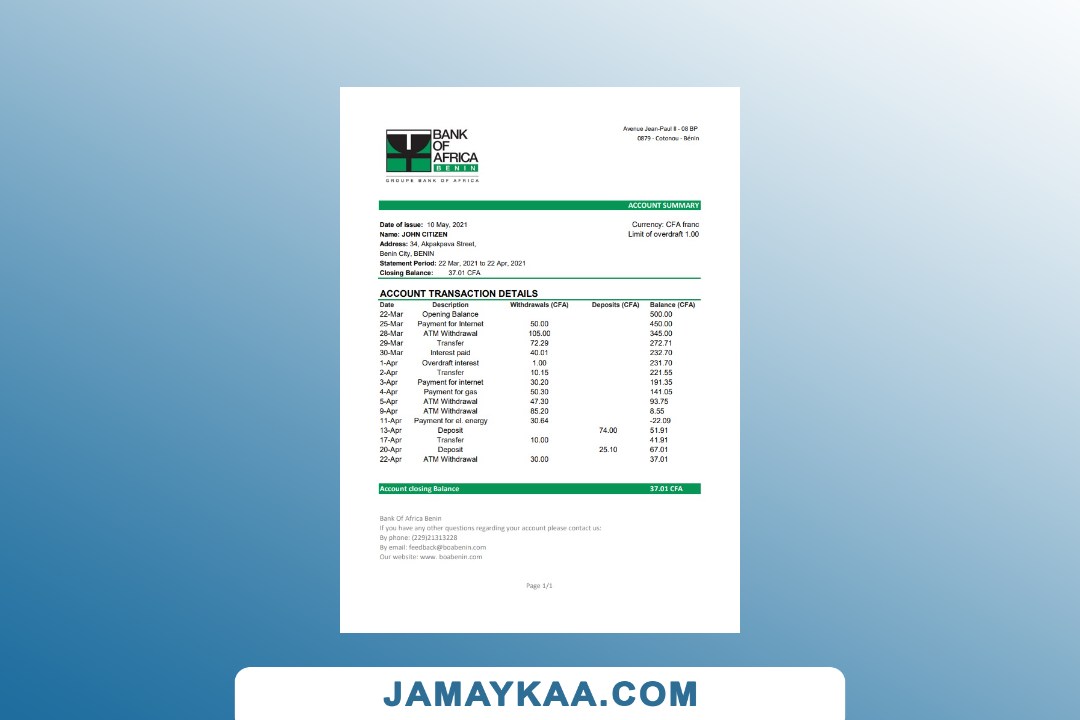 BANK
OF
AFRICA
BENIN
GROUPE BANK OF AFRICA
Avenue Jean-Paul II - 08 BP
0879 - Cotonou - Bénin
ACCOUNT SUMMARY
Date of issue: 10 May, 2021
Name: JOHN CITIZEN
Address: 34, Akpakpava Street,
Benin City, BENIN
Statement Period: 22 Mar, 2021 to 22 Apr, 2021
Closing Balance: 37.01 CFA
Currency: CFA franc
Limit of overdraft 1.00
ACCOUNT TRANSACTION DETAILS
Date Description Withdrawals (CFA) Deposits (CFA) Balance (CFA)
22-Mar Opening Balance 500.00
25-Mar Payment for Internet 50.00 450.00
28-Mar ATM Withdrawal 105.00 345.00
29-Mar Transfer 72.29 272.71
30-Mar Interest paid 40.01 232.70
1-Apr Overdraft interest 1.00 231.70
2-Apr Transfer 10.15 221.55
3-Apr Payment for internet 30.20 191.35
4-Apr Payment for gas 50.30 141.05
5-Apr ATM Withdrawal 47.30 93.75
9-Apr ATM Withdrawal 85.20 8.55
11-Apr Payment for el. energy 30.64 -22.09
13-Apr Deposit 74.00 51.91
17-Apr Transfer 10.00 41.91
20-Apr Deposit 25.10 67.01
22-Apr ATM Withdrawal 30.00 37.01
Account closing Balance 37.01 CFA
Bank Of Africa Benin
If you have any other questions regarding your account please contact us:
By phone: (229)21313228
By email: feedback@boabenin.com
Our website: www. boabenin.com
Page 1/1
JAMAYKAA.COM